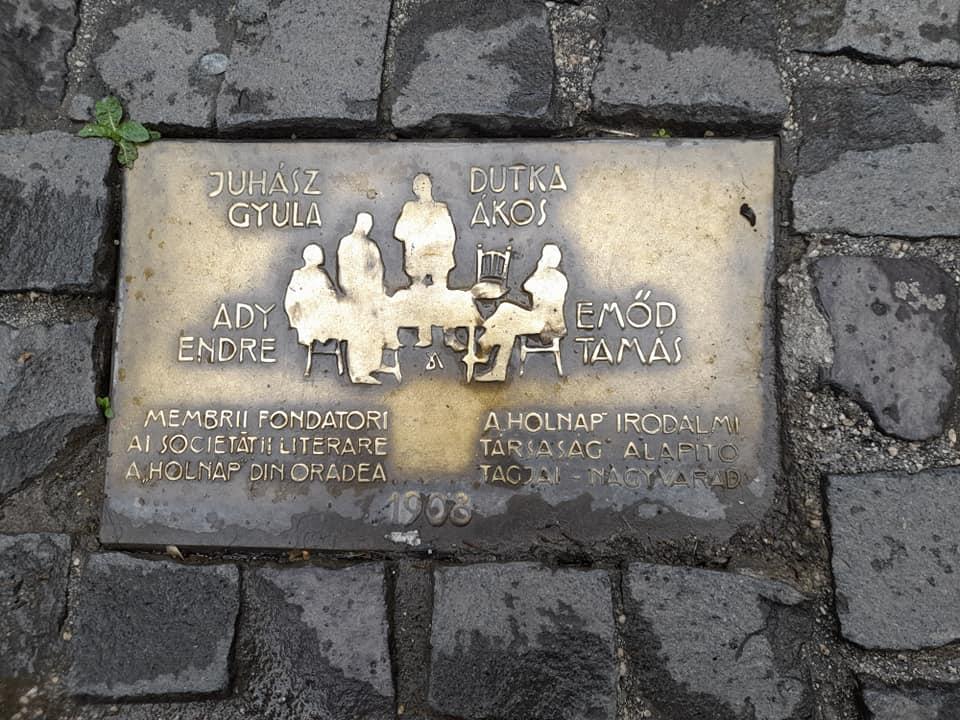 JUHÁSZ
GYULA
DUTKA
ÁKOS
ADY
ENDRE
EMŐD
TAMÁS
MEMBRII FONDATORI
AI SOCIETĂȚII LITERARE
A„HOLNAP" DIN ORADEA
A„HOLNAP" IRODALMI
TÁRSASÁG ALAPÍTÓ
TAGJAI - NAGYVÁRAD
1908